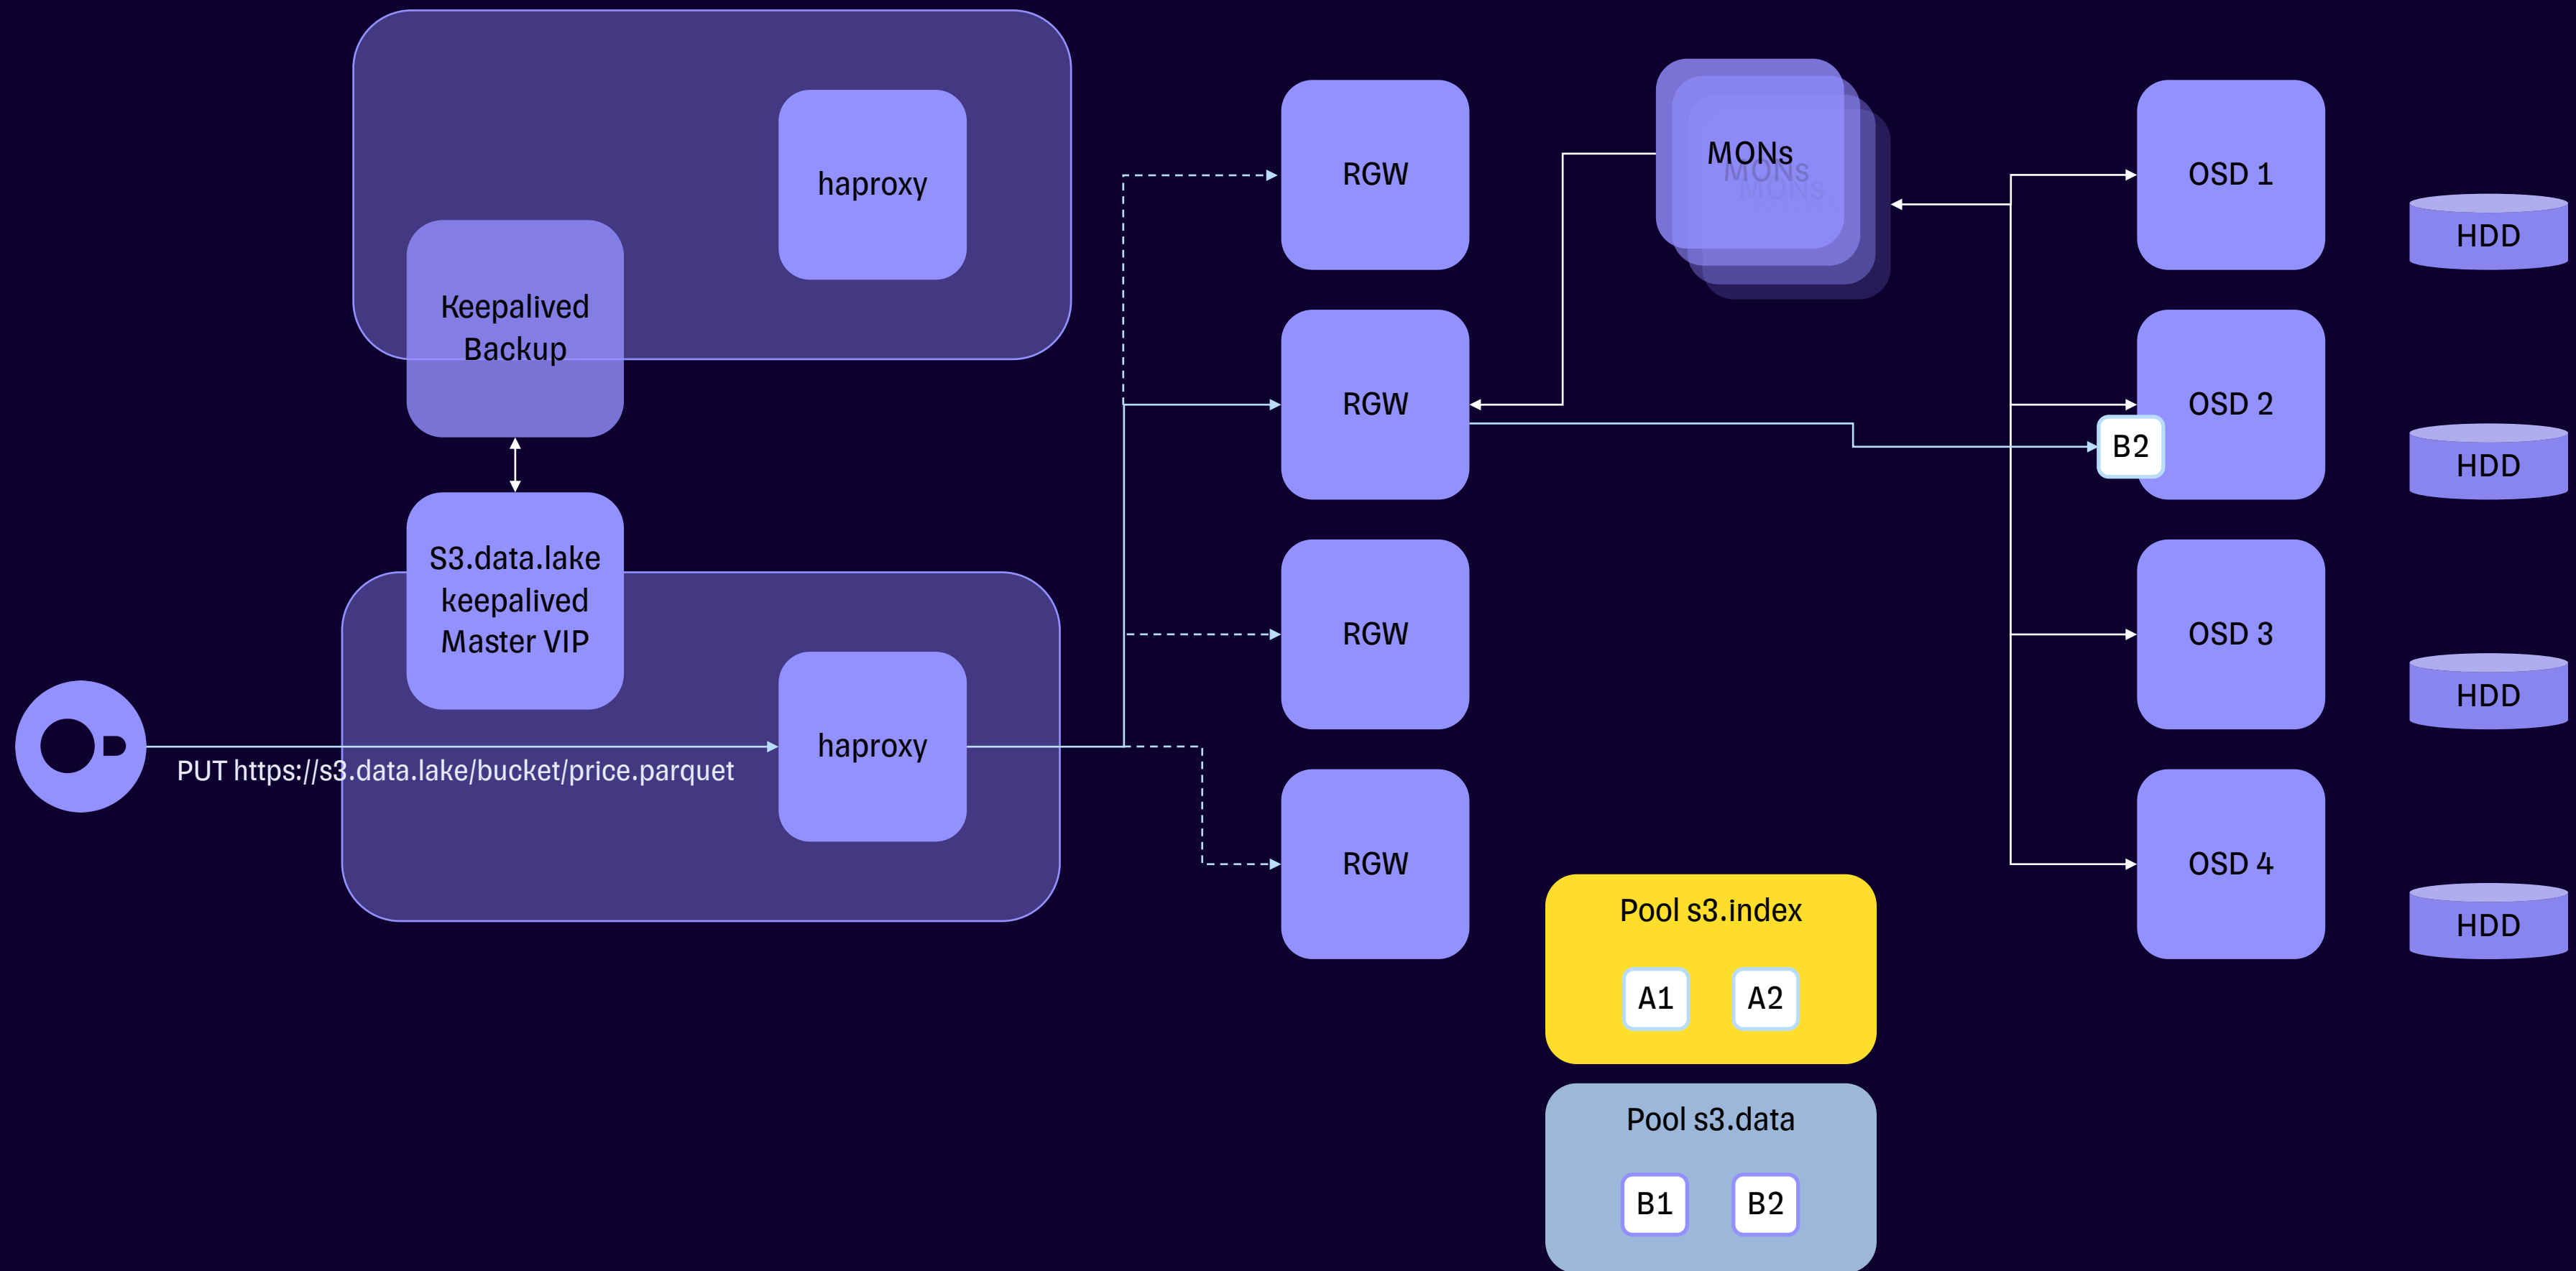 haproxy
Keepalived
Backup
S3.data.lake
keepalived
Master VIP
haproxy
PUT https://s3.data.lake/bucket/price.parquet
RGW
RGW
RGW
RGW
MONs
MONs
MONs
Pool s3.index
A1 A2
Pool s3.data
B1 B2
OSD 1
OSD 2
B2
OSD 3
OSD 4
HDD
HDD
HDD
HDD